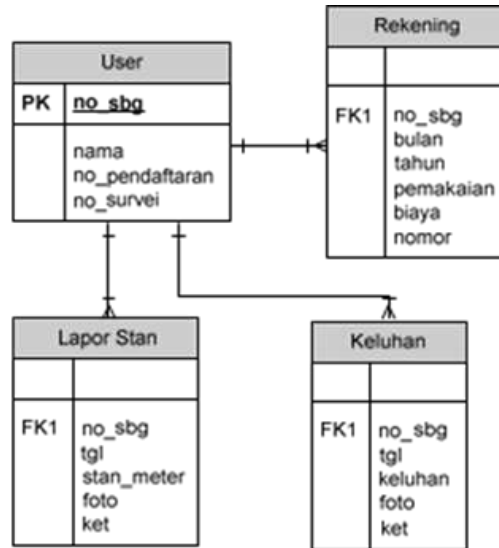 User
PK no_sbg
nama
no_pendaftaran
no_survei
Rekening
FK1 no_sbg
bulan
tahun
pemakaian
biaya
nomor
Lapor Stan
FK1 no_sbg
tgl
stan_meter
foto
ket
Keluhan
FK1 no_sbg
tgl
keluhan
foto
ket